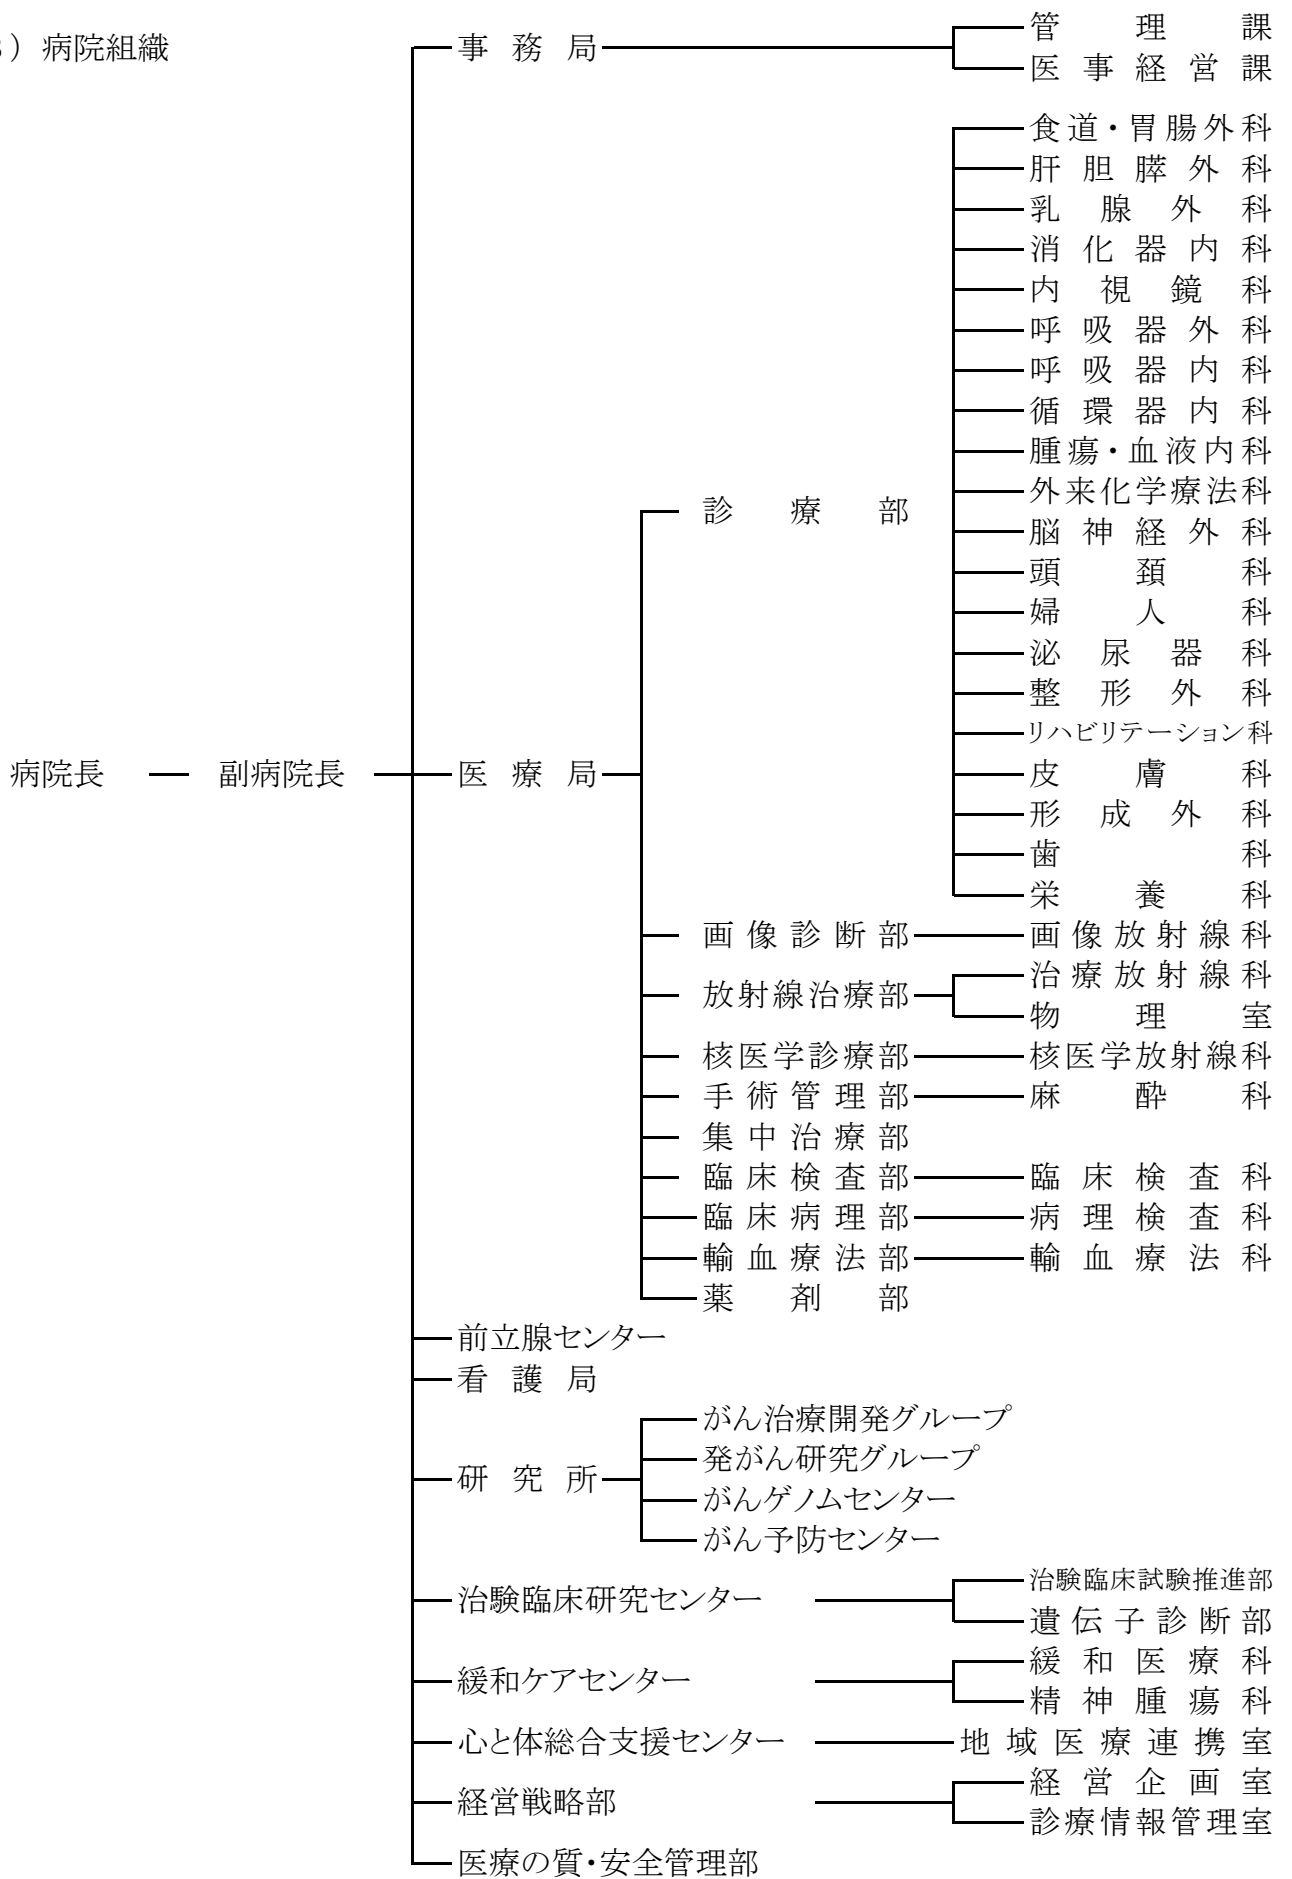 ) 病院組織
事務局
管理課
医事経営課
食道・胃腸外科
肝胆膵外科
乳腺外科
消化器内科
内視鏡科
呼吸器外科
呼吸器内科
循環器内科
腫瘍・血液内科
外来化学療法科
診療部
脳神経外科
頭頚科
婦人科
泌尿器科
整形外科
リハビリテーション科
病院長
副病院長
医療局
皮膚科
形成外科
歯科
栄養科
画像診断部
画像放射線科
放射線治療部
治療放射線科
物理室
核医学診療部
核医学放射線科
手術管理部
麻酔科
集中治療部
臨床検査部
臨床検査科
臨床病理部
病理検査科
輸血療法部
輸血療法科
薬剤部
前立腺センター
看護局
研究所
がん治療開発グループ
発がん研究グループ
がんゲノムセンター
がん予防センター
治験臨床研究センター
治験臨床試験推進部
遺伝子診断部
緩和ケアセンター
緩和医療科
精神腫瘍科
心と体総合支援センター
地域医療連携室
経営戦略部
経営企画室
診療情報管理室
医療の質・安全管理部